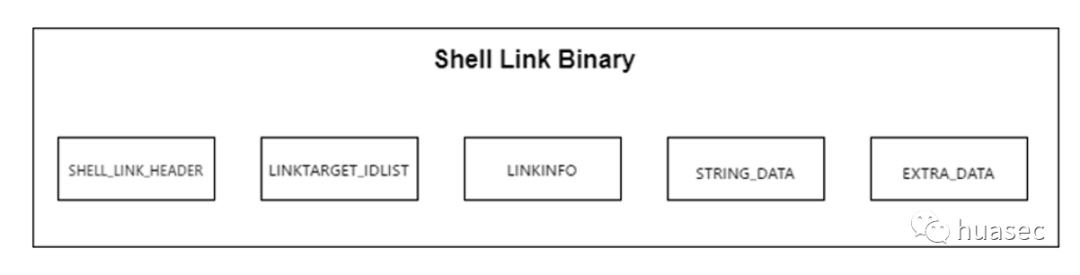 Shell Link Binary
SHELL_LINK_HEADER
LINKTARGET_IDLIST
LINKINFO
STRING_DATA
EXTRA_DATA
huasec